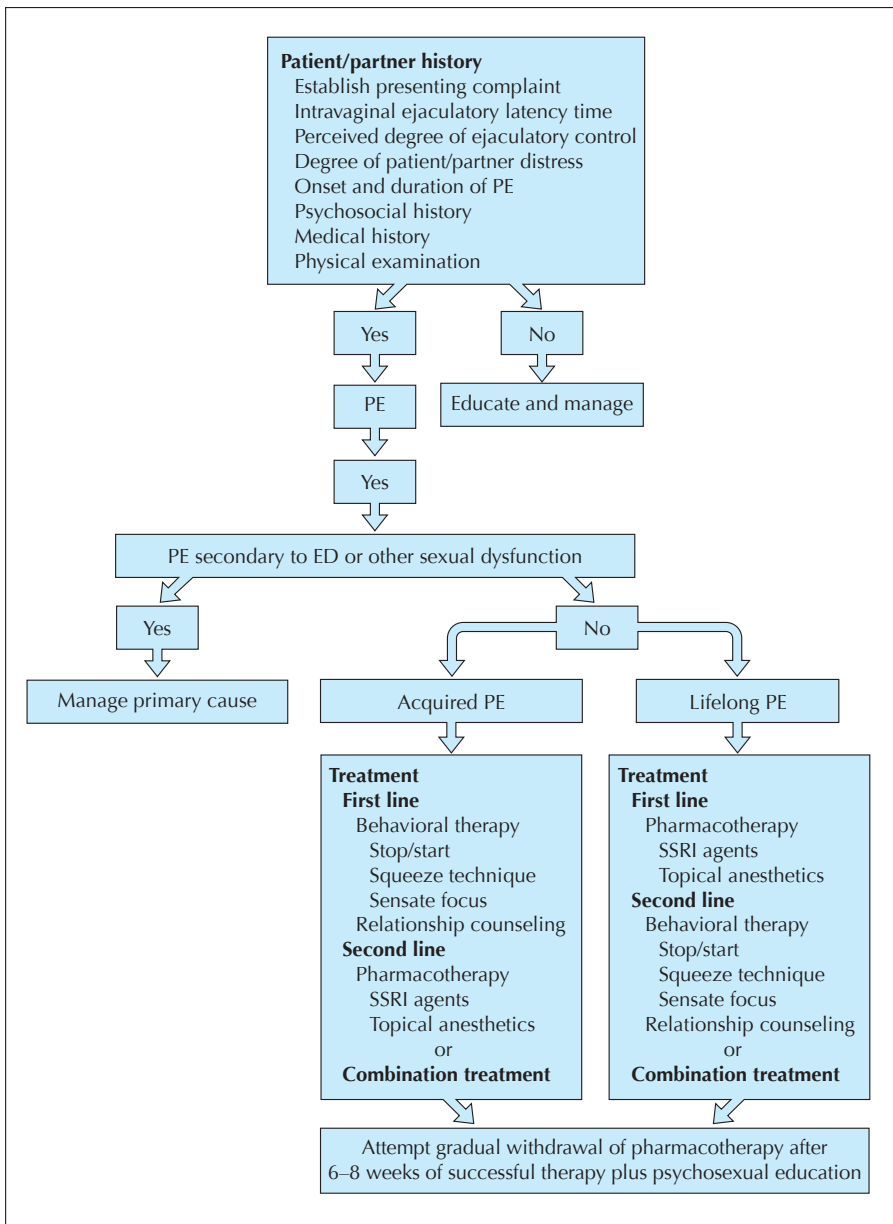 Patient/partner history
Establish presenting complaint
Intravaginal ejaculatory latency time
Perceived degree of ejaculatory control
Degree of patient/partner distress
Onset and duration of PE
Psychosocial history
Medical history
Physical examination
Yes
No
PE
Educate and manage
Yes
PE secondary to ED or other sexual dysfunction
Yes
No
Manage primary cause
Acquired PE
Lifelong PE
Treatment
First line
Behavioral therapy
Stop/start
Squeeze technique
Sensate focus
Relationship counseling
Second line
Pharmacotherapy
SSRI agents
Topical anesthetics
or
Combination treatment
Treatment
First line
Pharmacotherapy
SSRI agents
Topical anesthetics
Second line
Behavioral therapy
Stop/start
Squeeze technique
Sensate focus
Relationship counseling
or
Combination treatment
Attempt gradual withdrawal of pharmacotherapy after
6–8 weeks of successful therapy plus psychosexual education